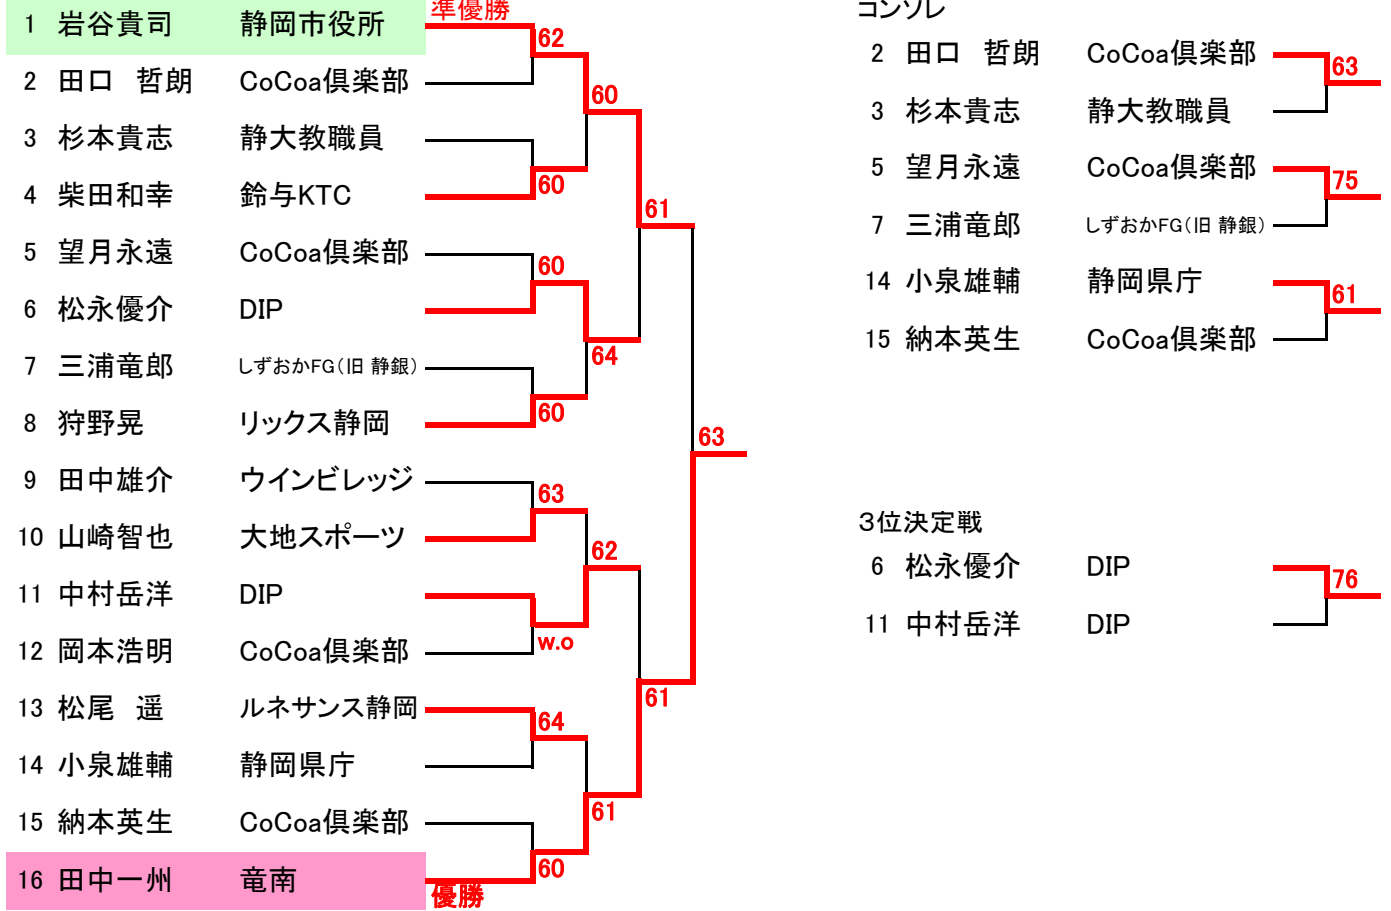 準優勝
1 岩谷貴司 静岡市役所
62
2 田口 哲朗 CoCoa倶楽部
60
3 杉本貴志 静大教職員
60
4 柴田和幸 鈴与KTC
61
5 望月永遠 CoCoa倶楽部
60
6 松永優介 DIP
64
7 三浦竜郎 しずおかFG(旧 静銀)
60
8 狩野晃 リックス静岡
63
9 田中雄介 ウインビレッジ
63
10 山崎智也 大地スポーツ
62
11 中村岳洋 DIP
w.o
12 岡本浩明 CoCoa倶楽部
61
13 松尾 遥 ルネサンス静岡
64
14 小泉雄輔 静岡県庁
61
15 納本英生 CoCoa倶楽部
60
16 田中一州 竜南
優勝
コンソレ
2 田口 哲朗 CoCoa倶楽部
63
3 杉本貴志 静大教職員
5 望月永遠 CoCoa倶楽部
75
7 三浦竜郎 しずおかFG(旧 静銀)
14 小泉雄輔 静岡県庁
61
15 納本英生 CoCoa倶楽部
3位決定戦
6 松永優介 DIP
76
11 中村岳洋 DIP